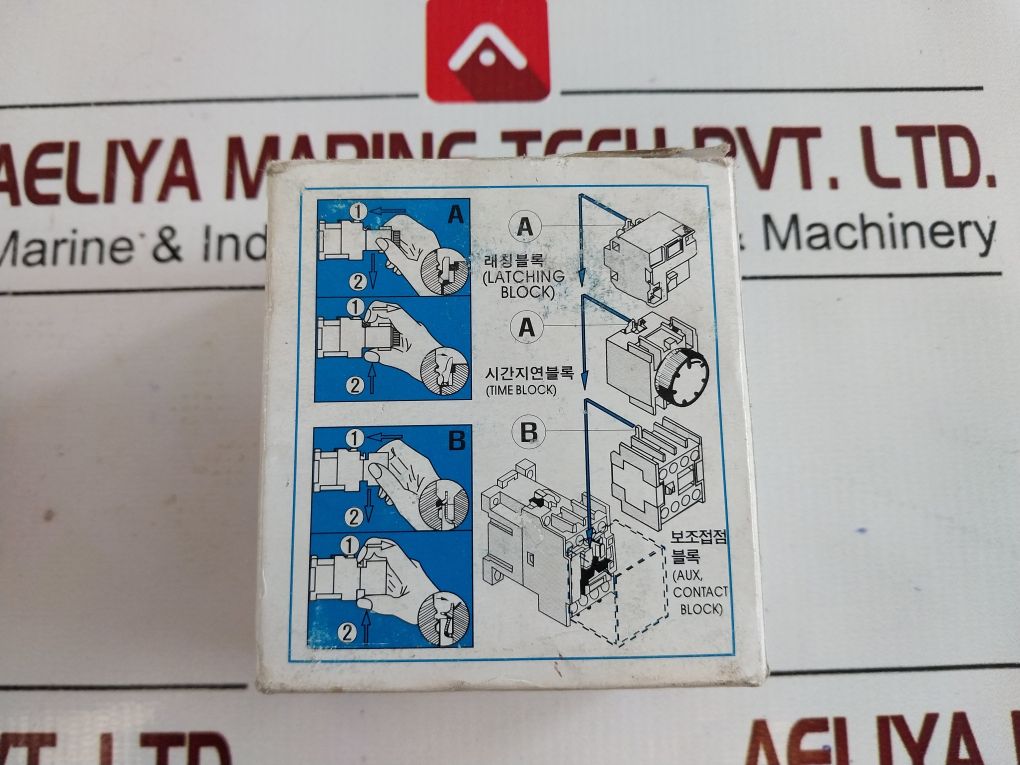 AELIYA MARINE TECH PVT. LTD.
Marine & Ind & Machinery
A
1
2
1
2
B
1
2
1
2
A
래칭블록
(LATCHING
BLOCK)
A
시간지연블록
(TIME BLOCK)
B
보조접점
블록
(AUX,
CONTACT
BLOCK)
VT. LTD.
AELIYA